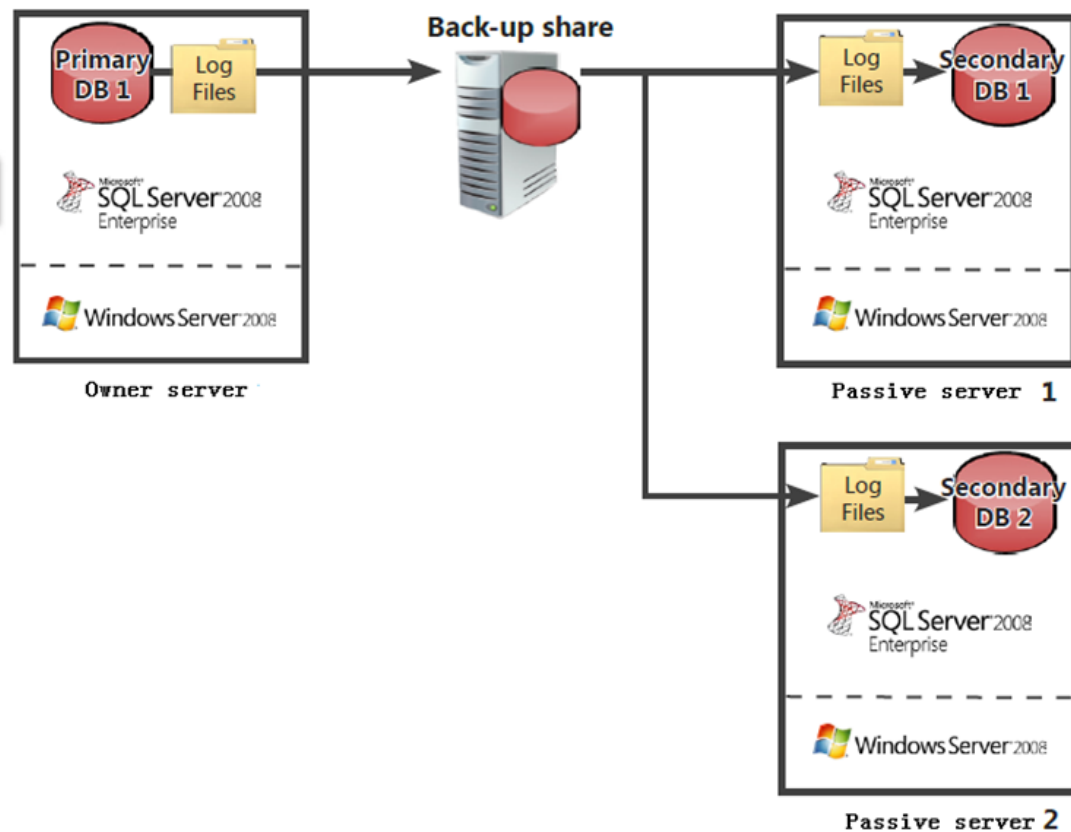 Back-up share
Primary
DB 1
Log
Files
Microsoft®
SQL Server® 2008
Enterprise
Windows Server® 2008
Owner server
Log
Files
Secondary
DB 1
Microsoft®
SQL Server® 2008
Enterprise
Windows Server® 2008
Passive server 1
Log
Files
Secondary
DB 2
Microsoft®
SQL Server® 2008
Enterprise
Windows Server® 2008
Passive server 2